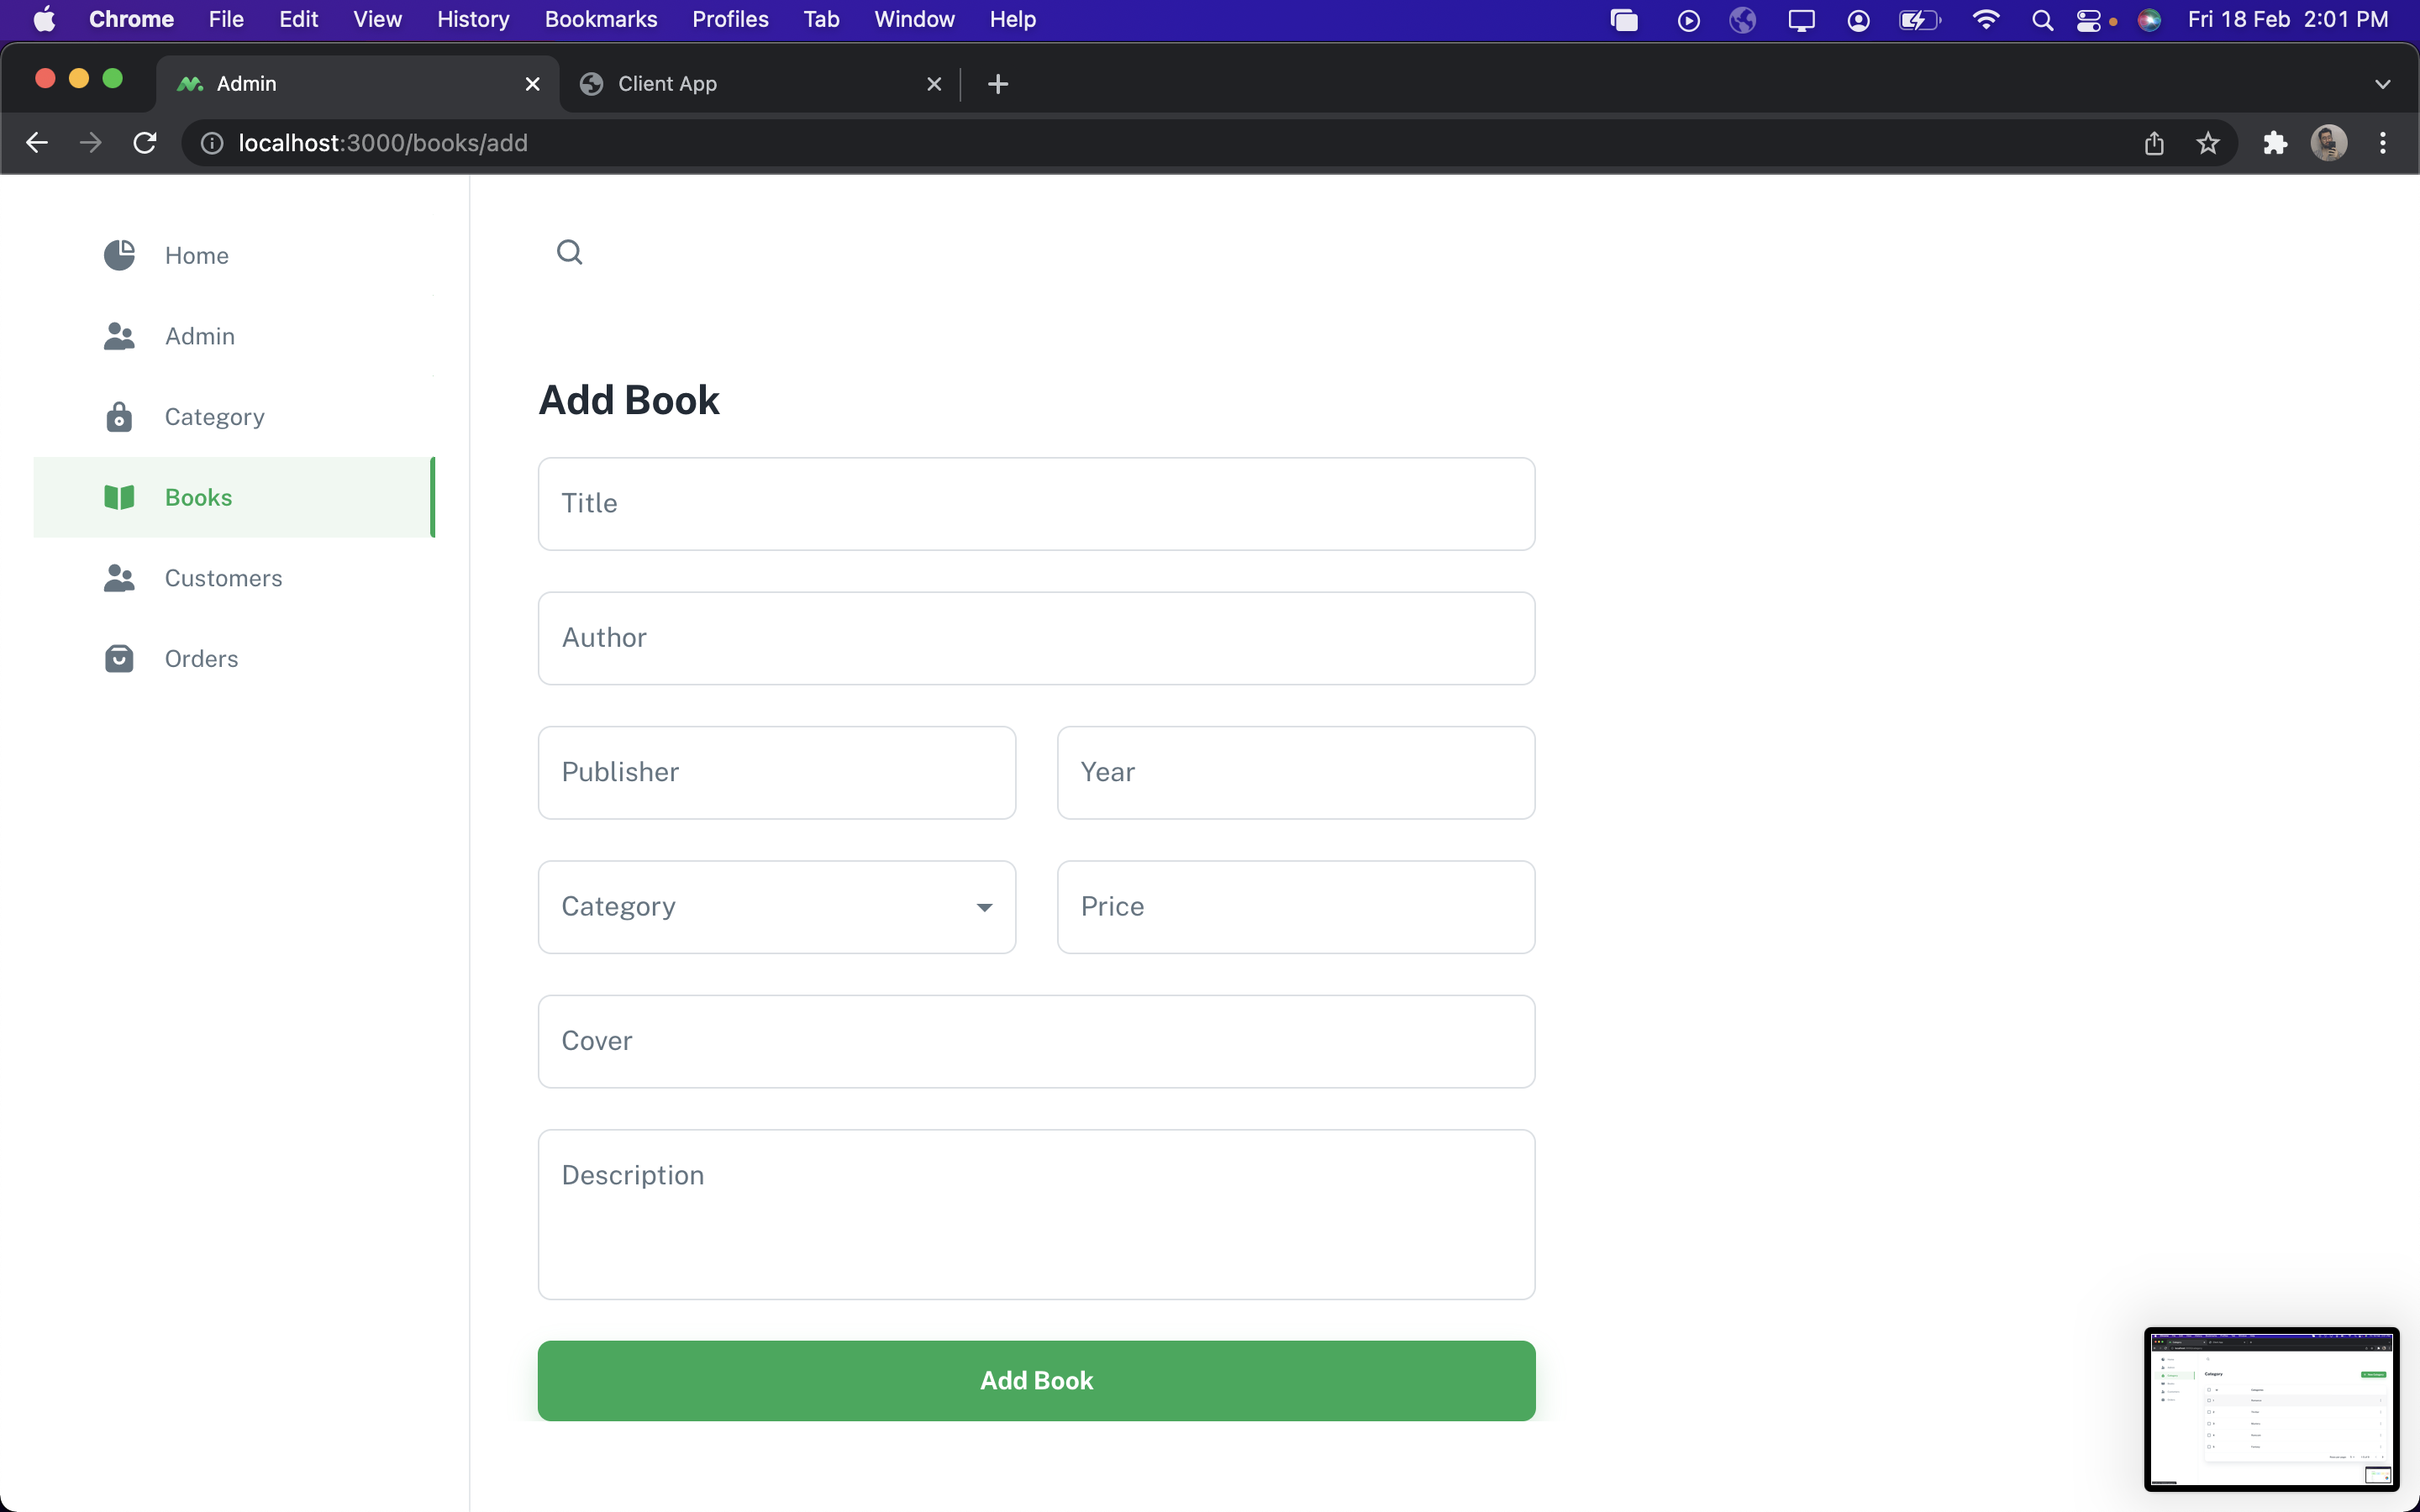 Chrome File Edit View History Bookmarks Profiles Tab Window Help Fri 18 Feb 2:01 PM
Admin Client App
localhost:3000/books/add
Home
Admin
Category
Books
Customers
Orders
Add Book
Title
Author
Publisher Year
Category Price
Cover
Description
Add Book
Category